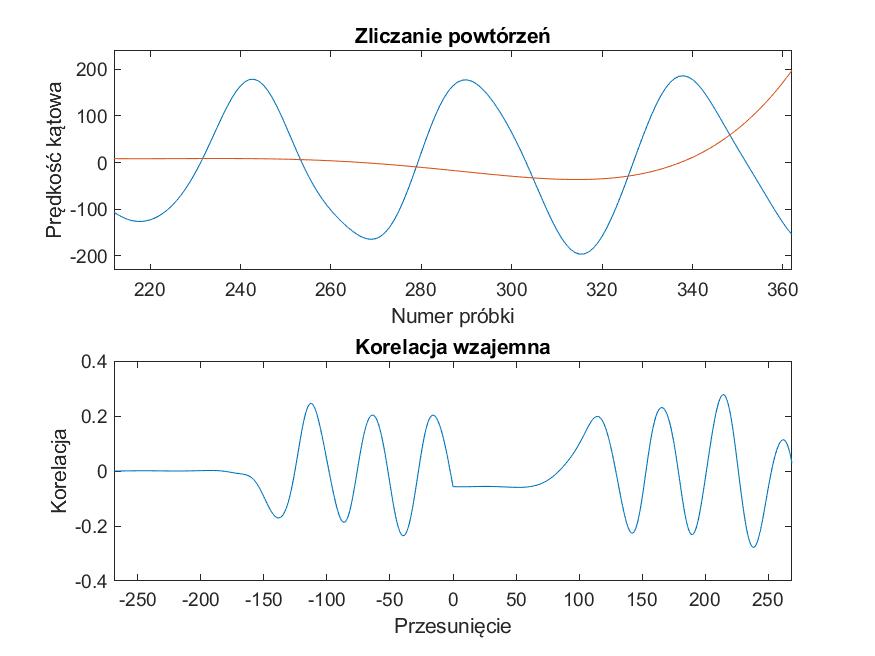 Zliczanie powtórzeń
Prędkość kątowa
200
100
0
-100
-200
220 240 260 280 300 320 340 360
Numer próbki
Korelacja wzajemna
Korelacja
0.4
0.2
0
-0.2
-0.4
-250 -200 -150 -100 -50 0 50 100 150 200 250
Przesunięcie